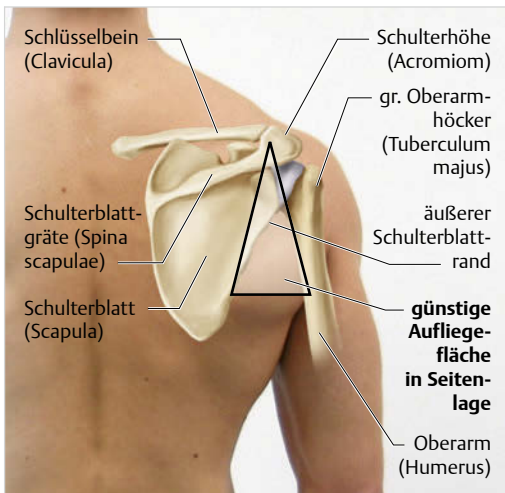 Schlüsselbein
(Clavicula)
Schulterblatt-
gräte (Spina
scapulae)
Schulterblatt
(Scapula)
Schulterhöhe
(Acromiom)
gr. Oberarm-
höcker
(Tuberculum
majus)
äußerer
Schulterblatt-
rand
günstige
Aufliege-
fläche
in Seiten-
lage
Oberarm
(Humerus)